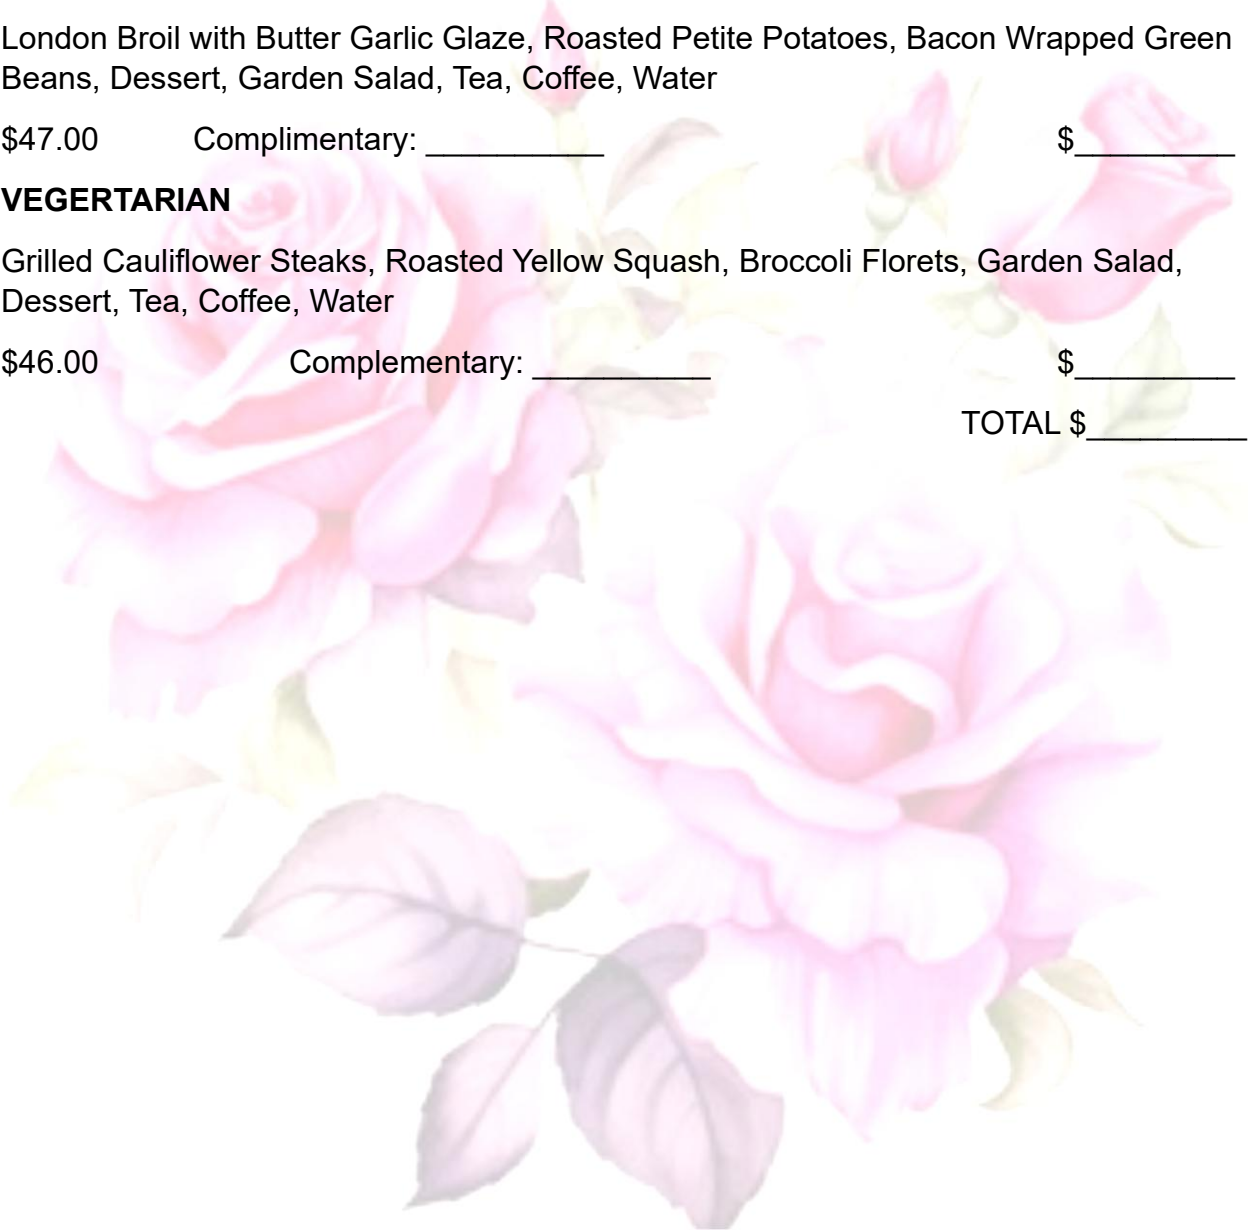 London Broil with Butter Garlic Glaze, Roasted Petite Potatoes, Bacon Wrapped Green
Beans, Dessert, Garden Salad, Tea, Coffee, Water
$47.00 Complimentary: __________ $_________
VEGERTARIAN
Grilled Cauliflower Steaks, Roasted Yellow Squash, Broccoli Florets, Garden Salad,
Dessert, Tea, Coffee, Water
$46.00 Complementary: __________ $_________
TOTAL $_________